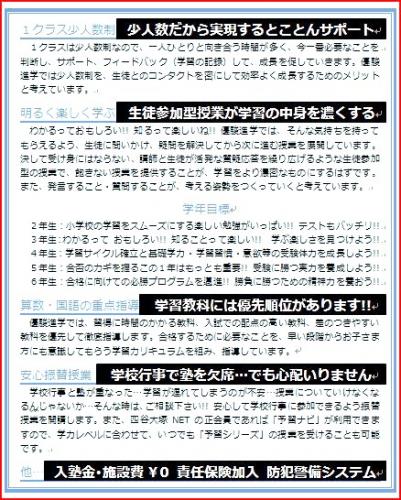 １クラス少人数制 少人数だから実現するとことんサポート
１クラスは少人数制なので、一人ひとりと向き合う時間が多く、今一番必要なことを
判断し、サポート、フィードバック（学習の記録）して、成長を促していきます。優駿
進学では少人数制を、生徒とのコンタクトを密にして効率よく成長するためのメリット
と考えています。
明るく楽しく学ぶ 生徒参加型授業が学習の中身を濃くする
わかるっておもしろい!! 知るって楽しいね!! 優駿進学では、そんな気持ちを持って
もらえるよう、生徒に問いかけ、疑問を解決してから次に進む授業を展開しています。
決して受け身にはならない、講師と生徒が活発な質疑応答を繰り広げるような生徒参加
型の授業で、飽きない授業を提供することが、学習をより濃密なものにするはずです。
また、発言すること・質問することが、考える姿勢をつくっていくと考えています。
学年目標
２年生：小学校の学習をスムーズにする楽しい勉強がいっぱい!! テストもバッチリ!!
３年生：わかるって おもしろい!! 知ることって楽しい!! 学ぶ楽しさを見つけよう!!
４年生：学習サイクル確立と基礎学力・学習習慣・意欲等の受験体力を成長しよう!!
５年生：合否のカギを握るこの１年はもっとも重要!! 受験に勝つ実力を養成しよう!!
６年生：合格に向けての必勝プログラムを邁進!! 勝負に勝つための精神力を養おう!!
算数・国語の重点指導 学習教科には優先順位があります!!
優駿進学では、習得に時間のかかる教科、入試での配点の高い教科、差のつきやすい
教科を優先して徹底指導します。合格するために必要なことを、早い段階からお子さま
方にも意識してもらう学習カリキュラムを組み、指導しています。
安心振替授業 学校行事で塾を欠席…でも心配いりません
学校行事と塾が重なった…学習が遅れてしまうのが不安…授業についていけなくな
るんじゃないか…そんな時は、ご相談下さい!! 安心して学校行事に参加できるよう振替
授業を開講します。また、四谷大塚 NET の正会員であれば「予習ナビ」が利用できま
すので、学力レベルに合わせて、いつでも「予習シリーズ」の授業を受けることも可能
です。
他… 入塾金・施設費 ¥０ 責任保険加入 防犯警備システム